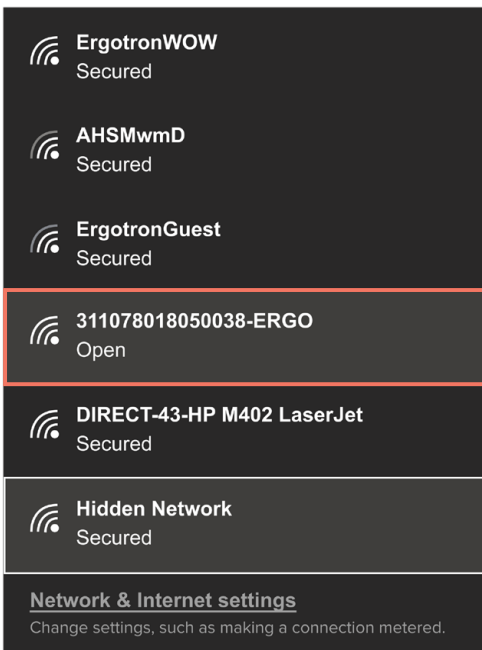 ErgotronWOW
Secured
AHSMwmD
Secured
ErgotronGuest
Secured
311078018050038-ERGO
Open
DIRECT-43-HP M402 LaserJet
Secured
Hidden Network
Secured
Network & Internet settings
Change settings, such as making a connection metered.